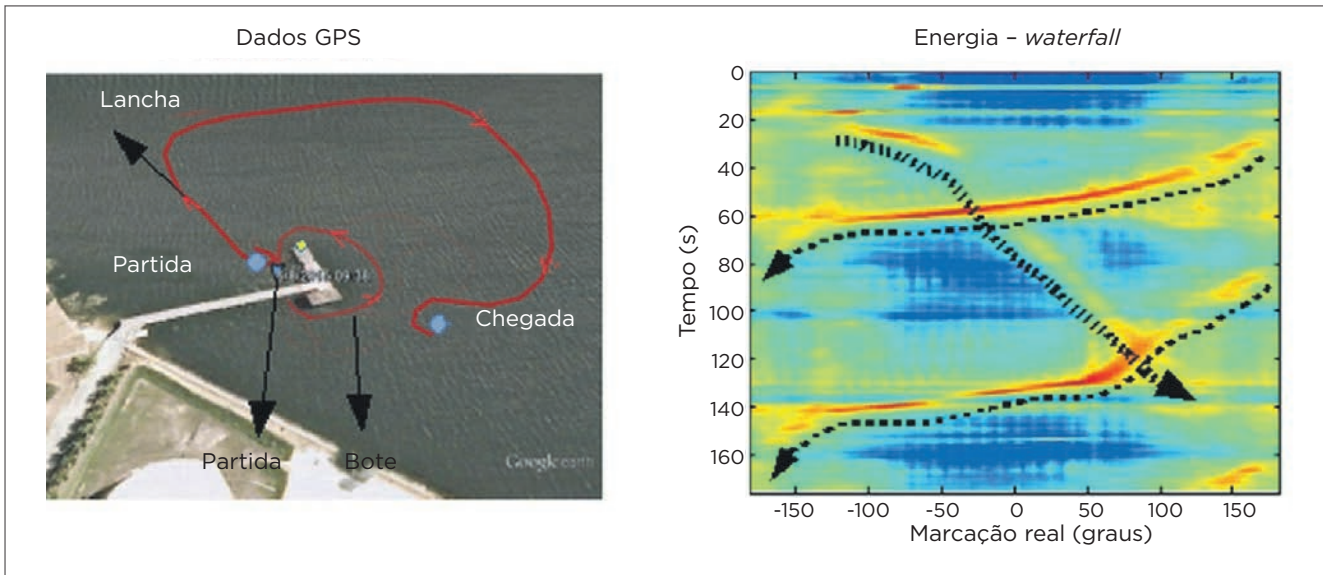 Dados GPS
Lancha
Partida
Chegada
Partida
Bote
Google earth
Energia – waterfall
0
20
40
60
80
100
120
140
160
Tempo (s)
-150
-100
-50
0
50
100
150
Marcação real (graus)